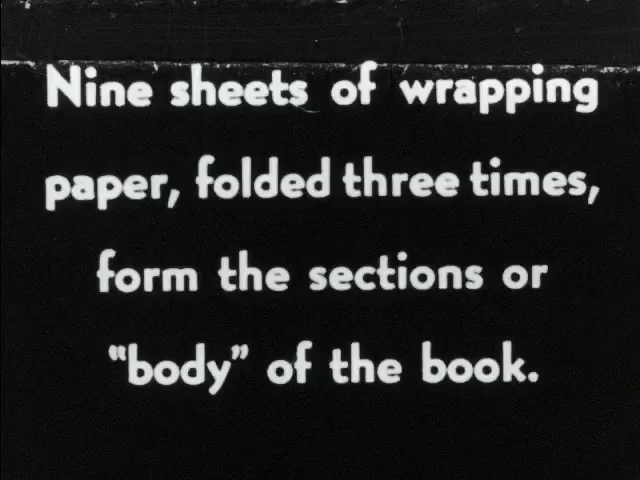 Nine sheets of wrapping
paper, folded three times,
form the sections or
"body" of the book.